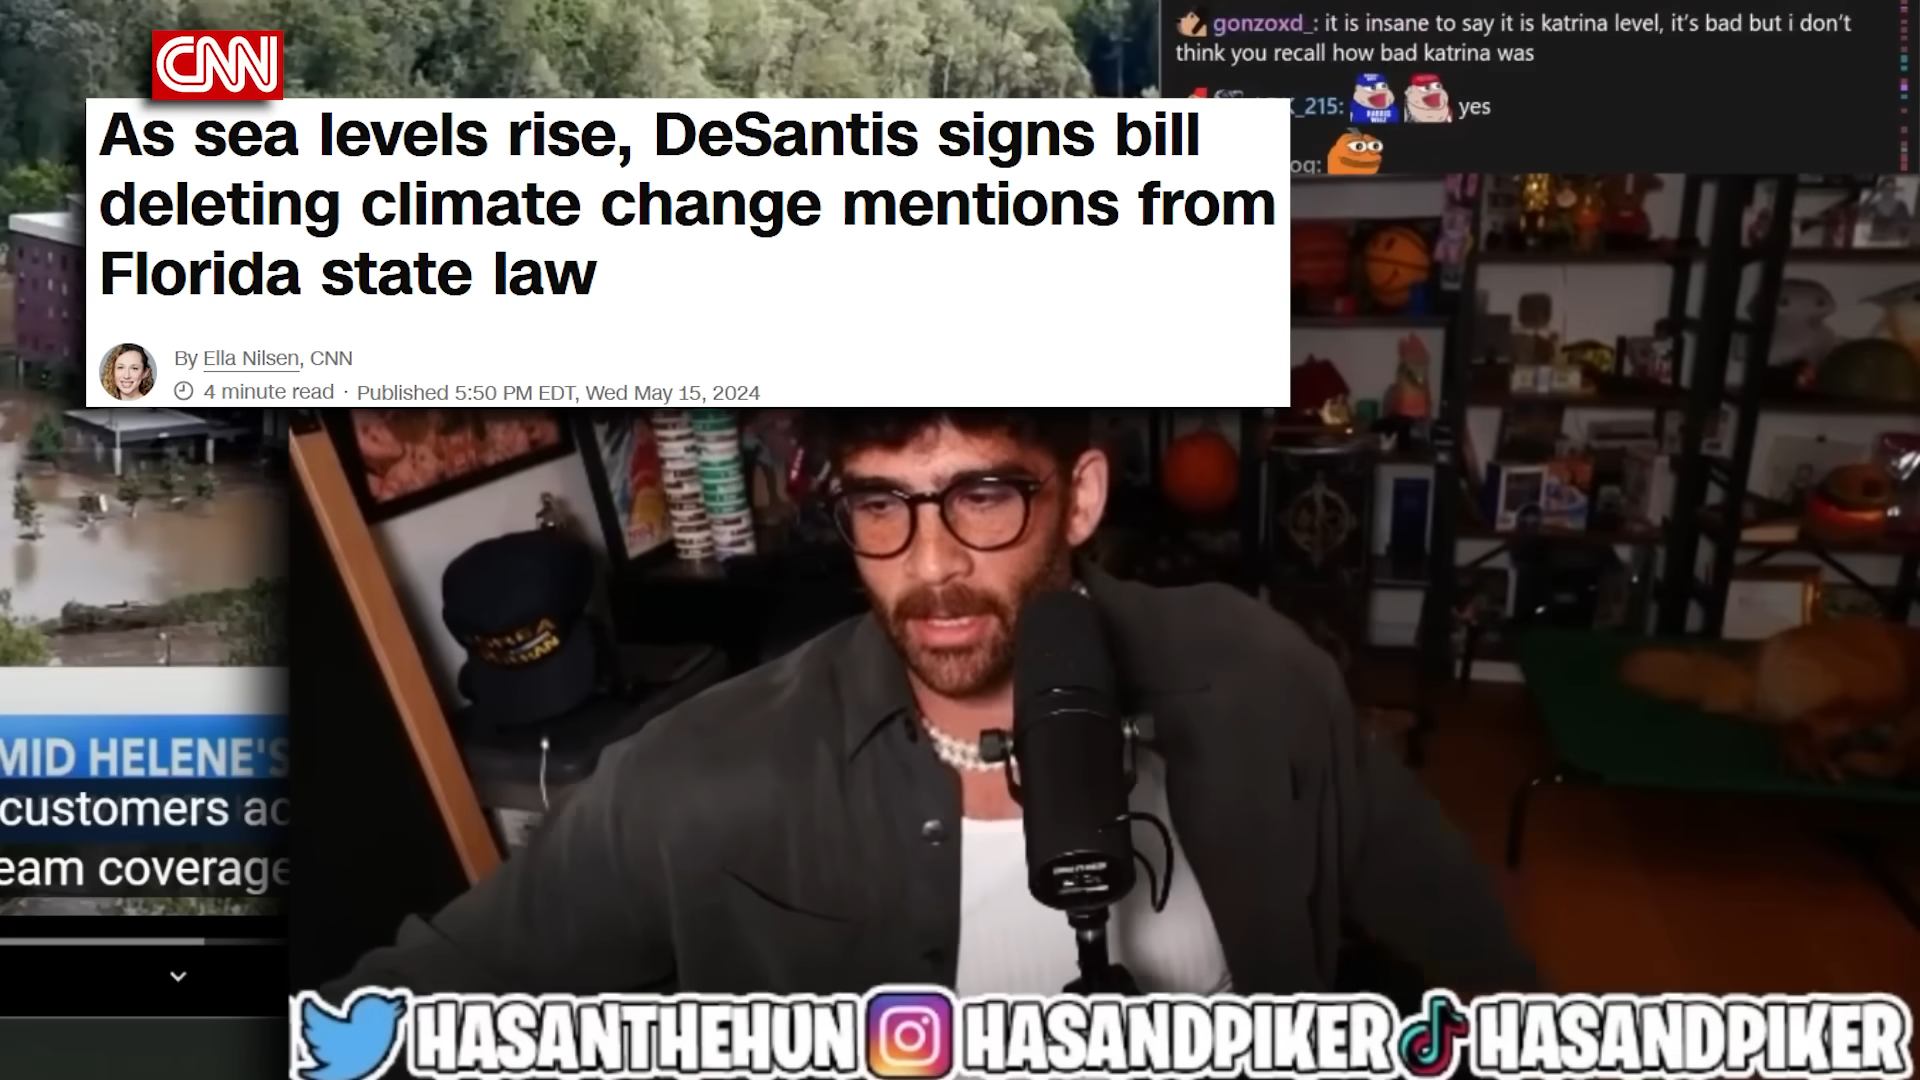 CNN
As sea levels rise, DeSantis signs bill
deleting climate change mentions from
Florida state law
By Ella Nilsen, CNN
4 minute read · Published 5:50 PM EDT, Wed May 15, 2024
gonzoxd_: it is insane to say it is katrina level, it's bad but i don't
think you recall how bad katrina was
_215: yes
og:
MID HELENE'S
customers ac
eam coverage
HASANTHEHUN HASANDPIKER HASANDPIKER